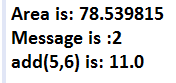 Area is: 78.539815
Message is :2
add(5,6) is: 11.0